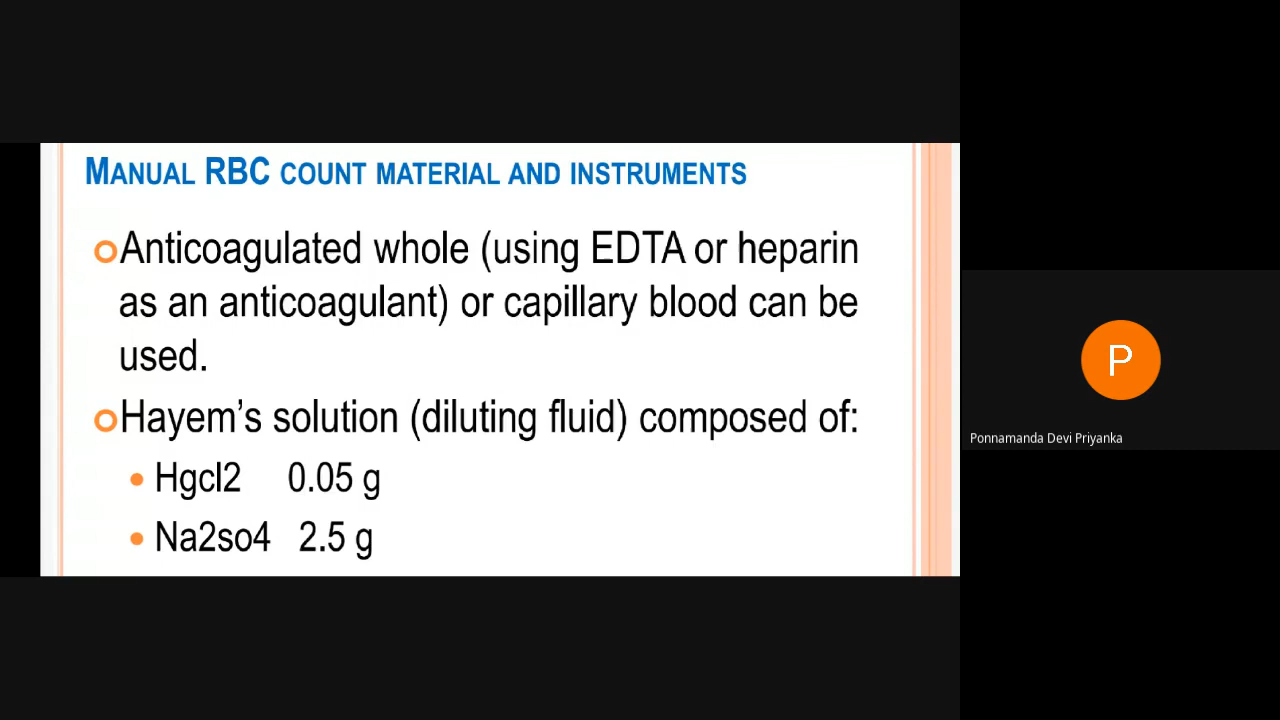 MANUAL RBC COUNT MATERIAL AND INSTRUMENTS
Anticoagulated whole (using EDTA or heparin
as an anticoagulant) or capillary blood can be
used.
Hayem’s solution (diluting fluid) composed of:
Hgcl2 0.05 g
Na2so4 2.5 g
P
Ponnamanda Devi Priyanka